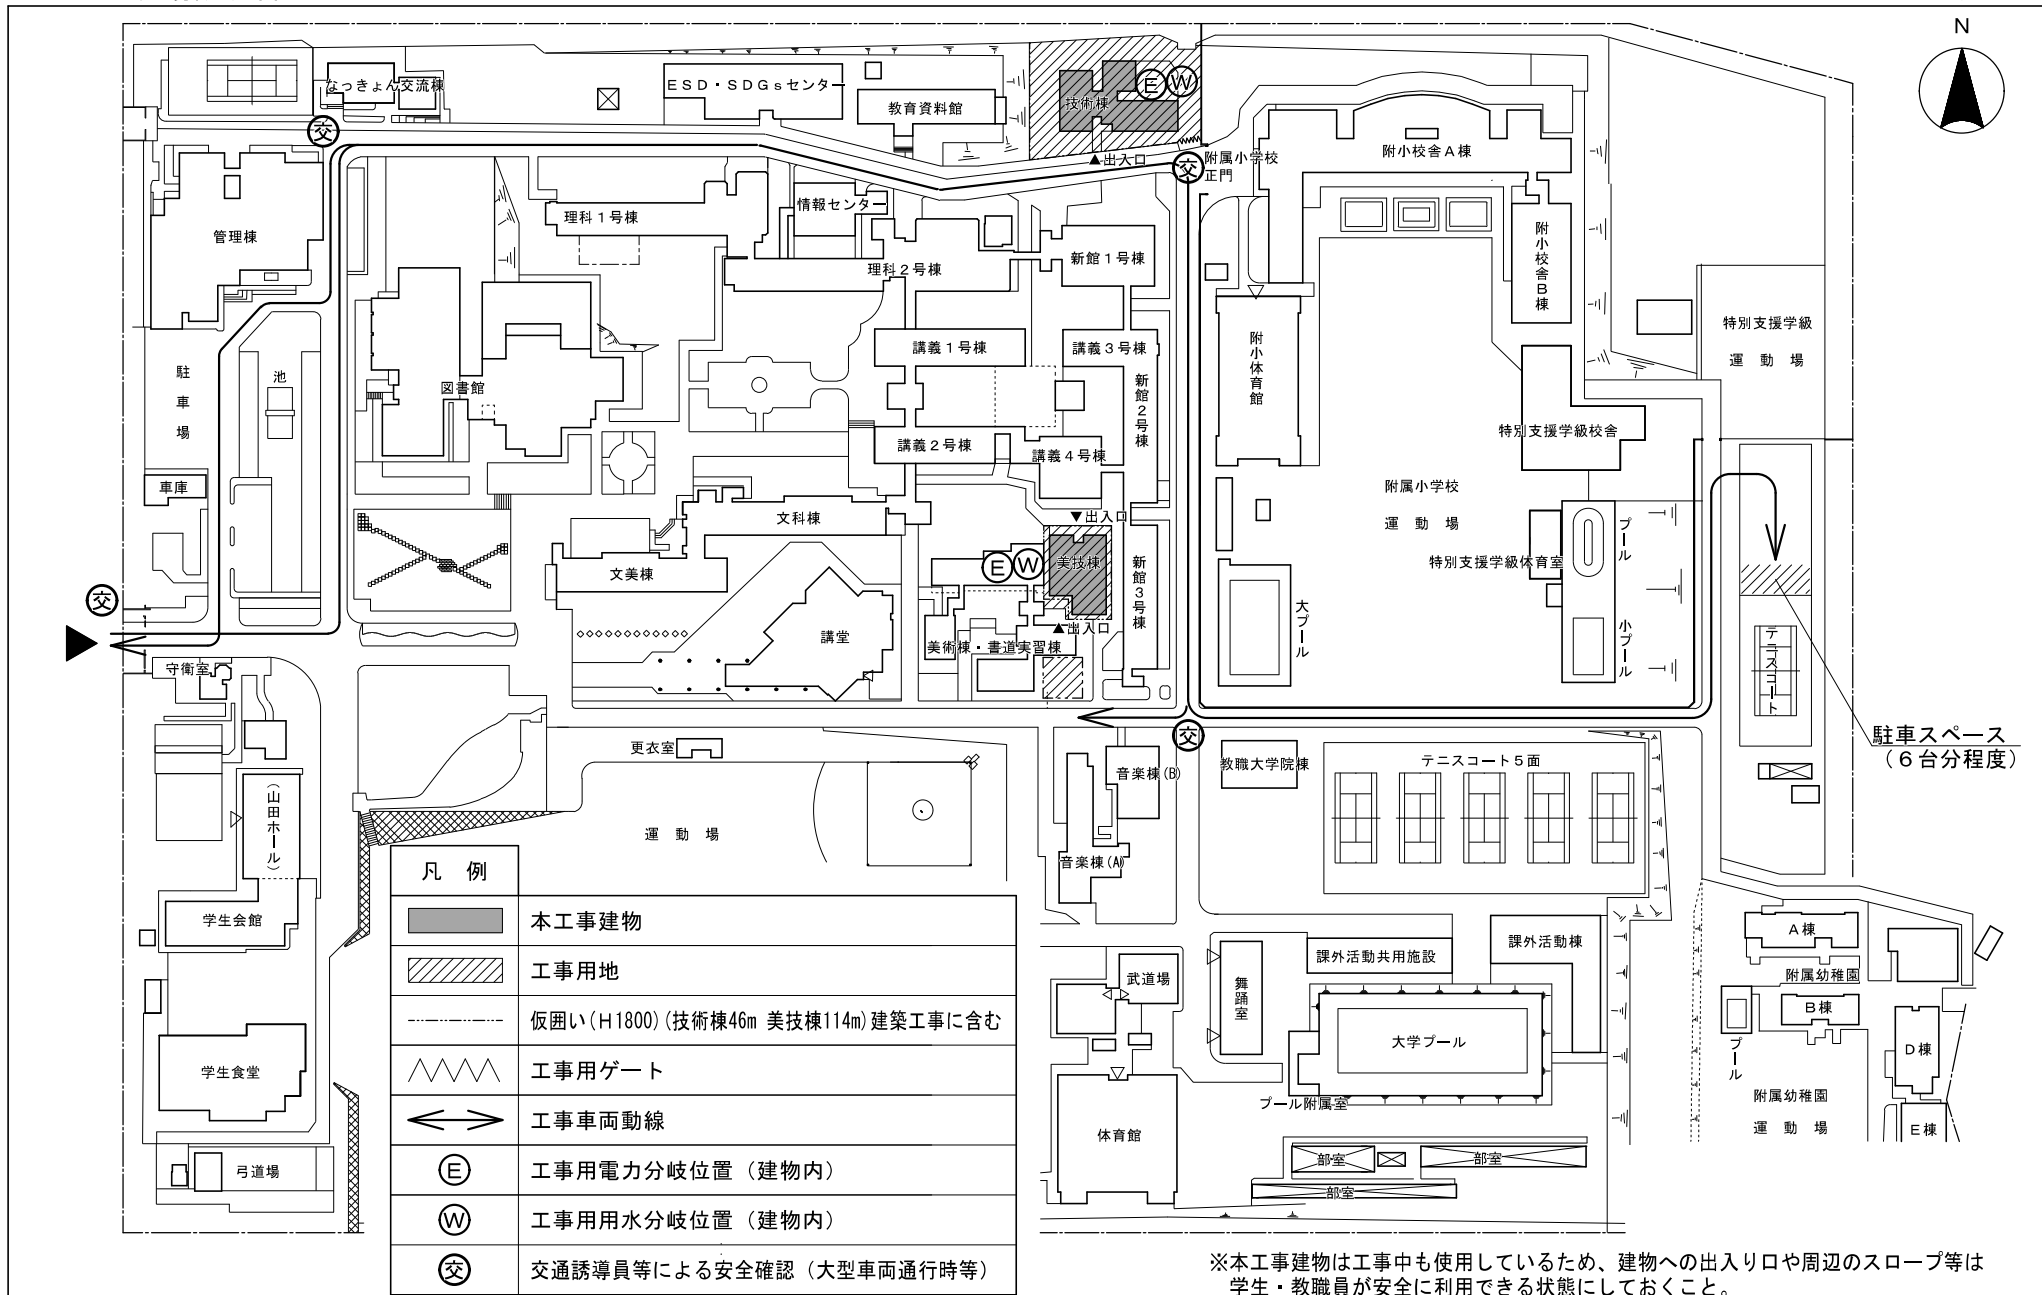 N
なっきょん交流棟
ESD・SDGsセンター
教育資料館
技術棟
E
W
▲出入口
交
交
附属小学校
正門
附小校舎A棟
管理棟
理科1号棟
情報センター
理科2号棟
新館1号棟
附小校舎B棟
講義1号棟
講義3号棟
附小体育館
特別支援学級
運動場
駐車場
池
図書館
新館2号棟
講義2号棟
講義4号棟
特別支援学級校舎
車庫
附属小学校
運動場
文科棟
▼出入口
プール
特別支援学級体育室
文美棟
E
W
美技棟
新館3号棟
交
▲出入口
講堂
美術棟・書道実習棟
大プール
小プール
テニスコート
守衛室
駐車スペース
(6台分程度)
更衣室
交
音楽棟(B)
教職大学院棟
テニスコート5面
(山田ホール)
運動場
音楽棟(A)
学生会館
武道場
舞踊室
課外活動共用施設
課外活動棟
A棟
附属幼稚園
B棟
大学プール
プール
D棟
学生食堂
プール附属室
附属幼稚園
運動場
E棟
体育館
弓道場
部室
部室
部室
凡例
本工事建物
工事用地
仮囲い(H1800)(技術棟46m 美技棟114m)建築工事に含む
工事用ゲート
工事車両動線
E 工事用電力分岐位置(建物内)
W 工事用用水分岐位置(建物内)
交 交通誘導員等による安全確認(大型車両通行時等)
※本工事建物は工事中も使用しているため、建物への出入り口や周辺のスロープ等は
学生・教職員が安全に利用できる状態にしておくこと。